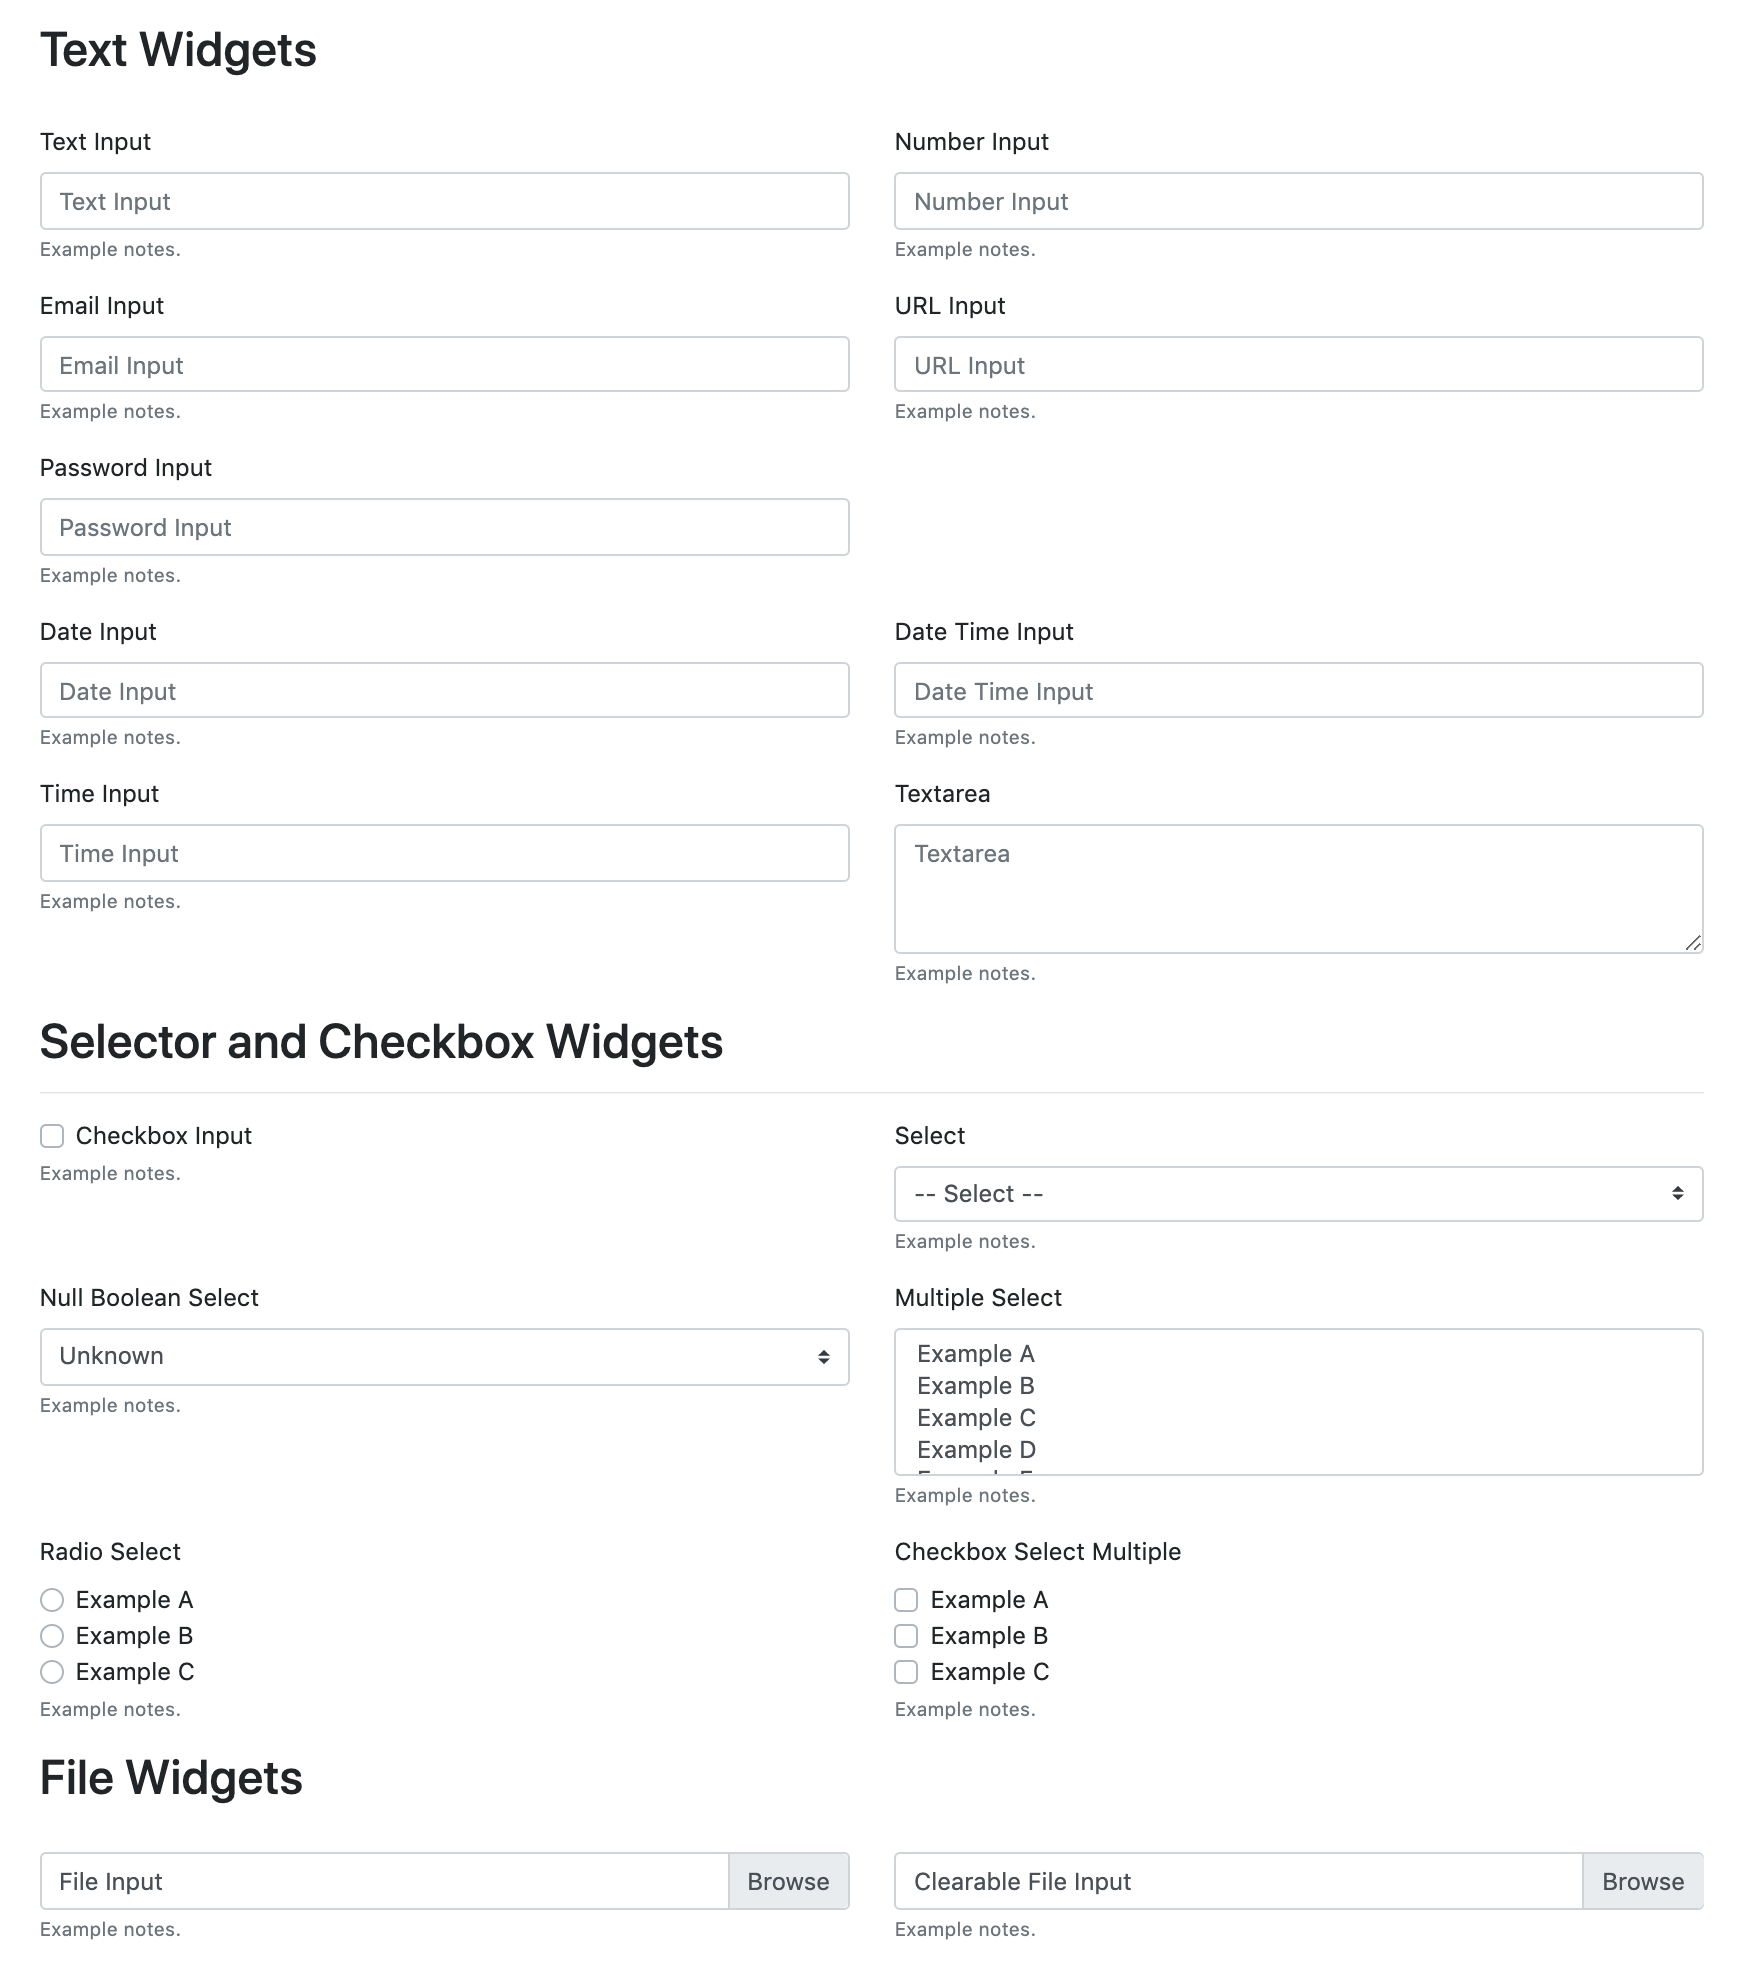 Text Widgets
Text Input
Number Input
Text Input
Number Input
Example notes.
Example notes.
Email Input
URL Input
Email Input
URL Input
Example notes.
Example notes.
Password Input
Password Input
Example notes.
Date Input
Date Time Input
Date Input
Date Time Input
Example notes.
Example notes.
Time Input
Textarea
Time Input
Textarea
Example notes.
Example notes.
Selector and Checkbox Widgets
Checkbox Input
Select
Example notes.
-- Select --
Example notes.
Null Boolean Select
Multiple Select
Unknown
Example A
Example B
Example C
Example D
Example notes.
Example notes.
Radio Select
Checkbox Select Multiple
Example A
Example A
Example B
Example B
Example C
Example C
Example notes.
Example notes.
File Widgets
File Input Browse
Clearable File Input Browse
Example notes.
Example notes.